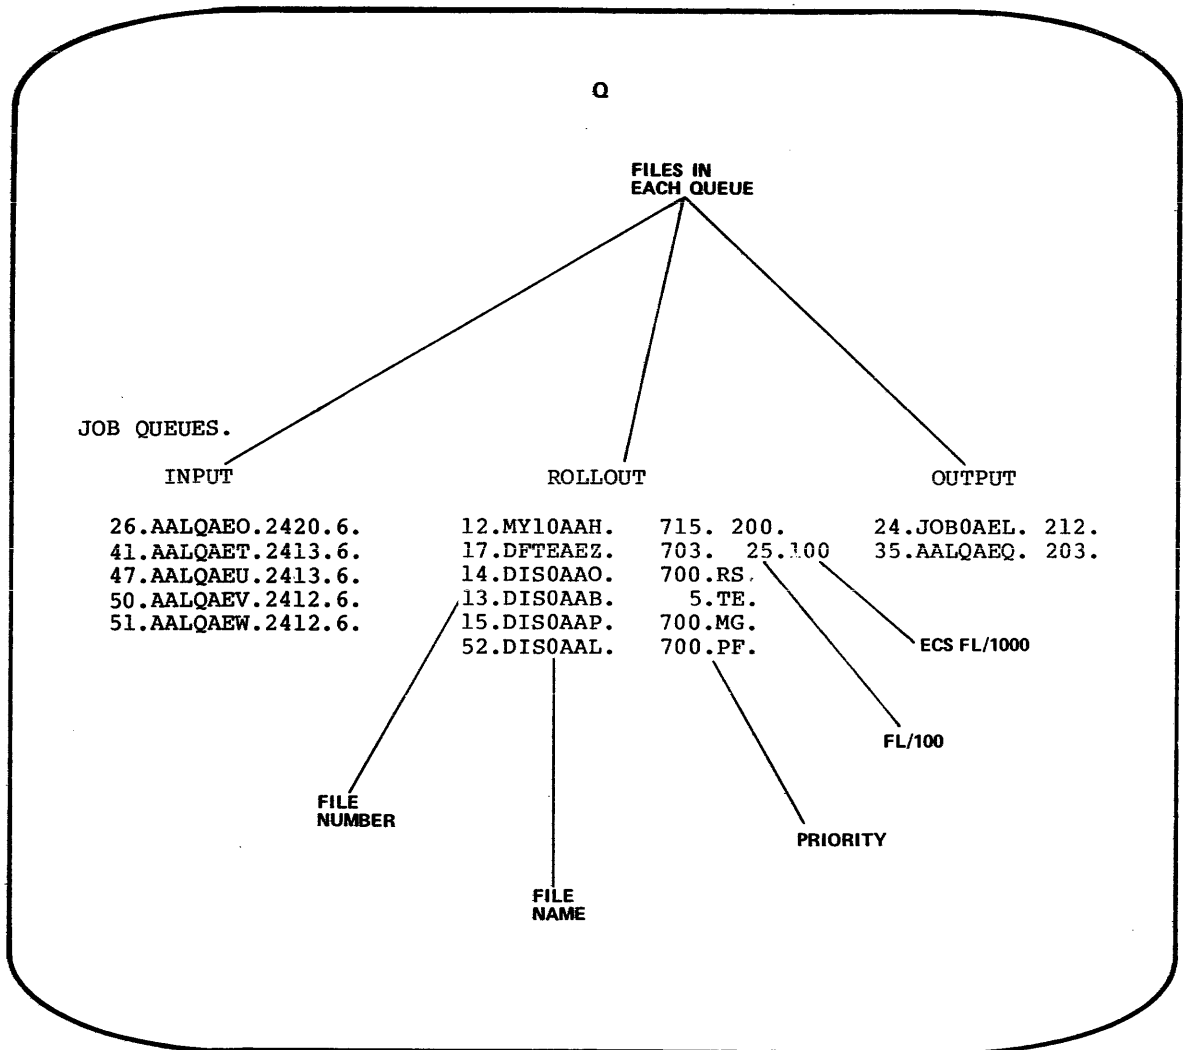 Q
FILES IN
EACH QUEUE
JOB QUEUES.
INPUT ROLLOUT OUTPUT
26.AALQAEO.2420.6. 12.MY10AAH. 715. 200. 24.JOB0AEL. 212.
41.AALQAET.2413.6. 17.DFTEAEZ. 703. 25.100 35.AALQAEQ. 203.
47.AALQAEU.2413.6. 14.DIS0AAO. 700.RS.
50.AALQAEV.2412.6. 13.DIS0AAB. 5.TE.
51.AALQAEW.2412.6. 15.DIS0AAP. 700.MG.
52.DIS0AAL. 700.PF.
ECS FL/1000
FL/100
FILE
NUMBER
PRIORITY
FILE
NAME